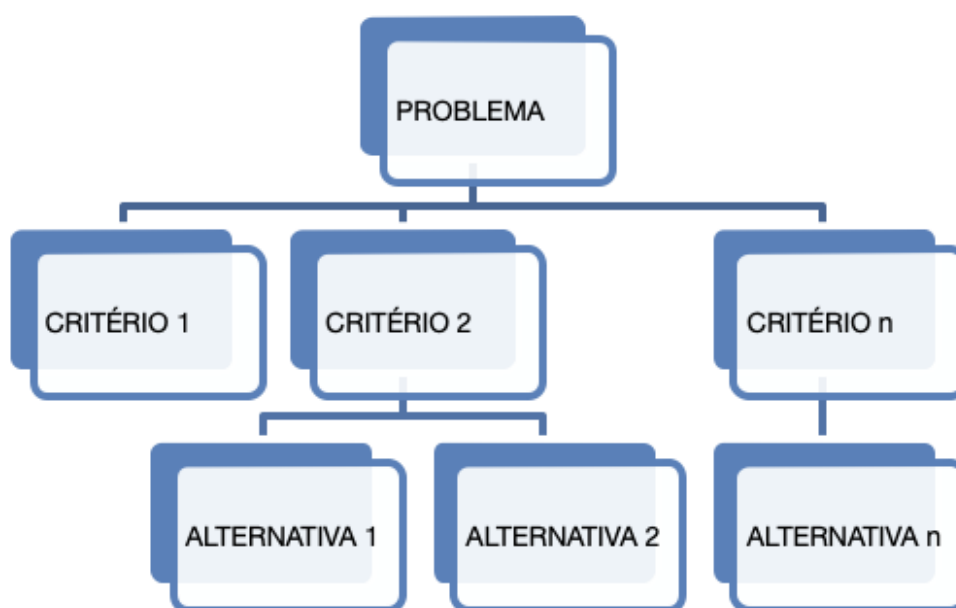 PROBLEMA
CRITÉRIO 1
CRITÉRIO 2
CRITÉRIO n
ALTERNATIVA 1
ALTERNATIVA 2
ALTERNATIVA n